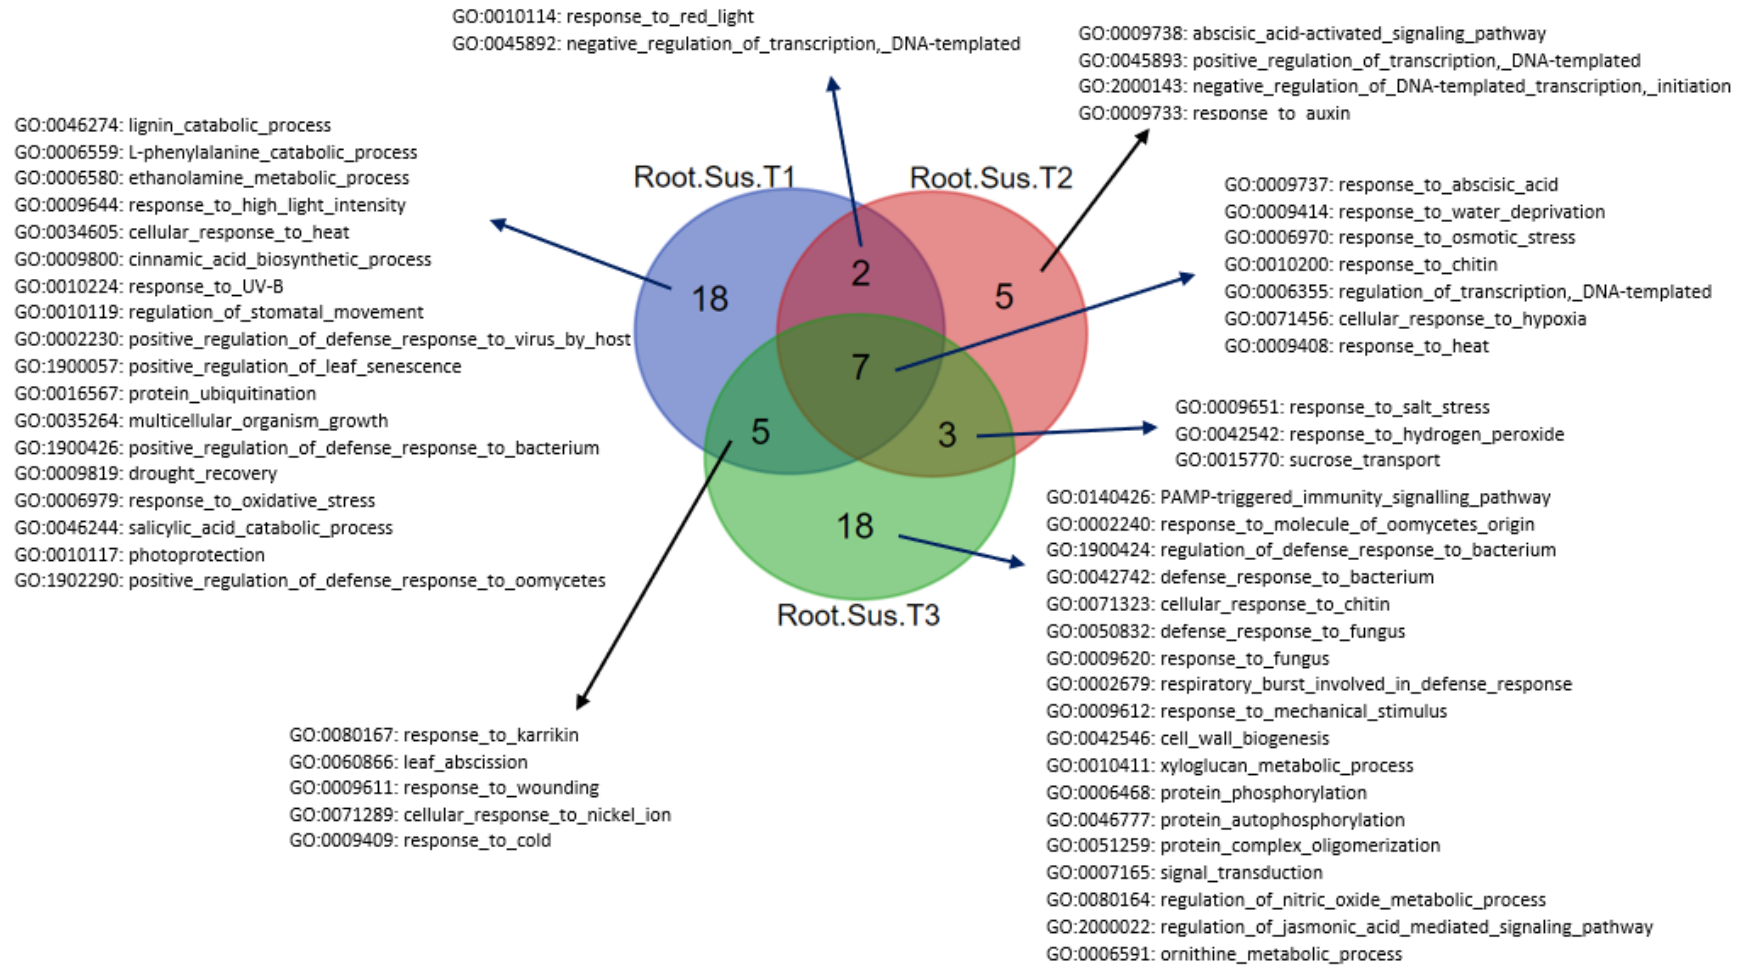 GO:0010114: response_to_red_light
GO:0045892: negative_regulation_of_transcription,_DNA-templated
GO:0009738: abscisic_acid-activated_signaling_pathway
GO:0045893: positive_regulation_of_transcription,_DNA-templated
GO:2000143: negative_regulation_of_DNA-templated_transcription,_initiation
GO:0009733: response_to_auxin
GO:0046274: lignin_catabolic_process
GO:0006559: L-phenylalanine_catabolic_process
GO:0006580: ethanolamine_metabolic_process
GO:0009644: response_to_high_light_intensity
GO:0034605: cellular_response_to_heat
GO:0009800: cinnamic_acid_biosynthetic_process
GO:0010224: response_to_UV-B
GO:0010119: regulation_of_stomatal_movement
GO:0002230: positive_regulation_of_defense_response_to_virus_by_host
GO:1900057: positive_regulation_of_leaf_senescence
GO:0016567: protein_ubiquitination
GO:0035264: multicellular_organism_growth
GO:1900426: positive_regulation_of_defense_response_to_bacterium
GO:0009819: drought_recovery
GO:0006979: response_to_oxidative_stress
GO:0046244: salicylic_acid_catabolic_process
GO:0010117: photoprotection
GO:1902290: positive_regulation_of_defense_response_to_oomycetes
Root.Sus.T1
Root.Sus.T2
18
2
5
7
5
3
18
Root.Sus.T3
GO:0009737: response_to_abscisic_acid
GO:0009414: response_to_water_deprivation
GO:0006970: response_to_osmotic_stress
GO:0010200: response_to_chitin
GO:0006355: regulation_of_transcription,_DNA-templated
GO:0071456: cellular_response_to_hypoxia
GO:0009408: response_to_heat
GO:0009651: response_to_salt_stress
GO:0042542: response_to_hydrogen_peroxide
GO:0015770: sucrose_transport
GO:0140426: PAMP-triggered_immunity_signalling_pathway
GO:0002240: response_to_molecule_of_oomycetes_origin
GO:1900424: regulation_of_defense_response_to_bacterium
GO:0042742: defense_response_to_bacterium
GO:0071323: cellular_response_to_chitin
GO:0050832: defense_response_to_fungus
GO:0009620: response_to_fungus
GO:0002679: respiratory_burst_involved_in_defense_response
GO:0009612: response_to_mechanical_stimulus
GO:0042546: cell_wall_biogenesis
GO:0010411: xyloglucan_metabolic_process
GO:0006468: protein_phosphorylation
GO:0046777: protein_autophosphorylation
GO:0051259: protein_complex_oligomerization
GO:0007165: signal_transduction
GO:0080164: regulation_of_nitric_oxide_metabolic_process
GO:2000022: regulation_of_jasmonic_acid_mediated_signaling_pathway
GO:0006591: ornithine_metabolic_process
GO:0080167: response_to_karrikin
GO:0060866: leaf_abscission
GO:0009611: response_to_wounding
GO:0071289: cellular_response_to_nickel_ion
GO:0009409: response_to_cold